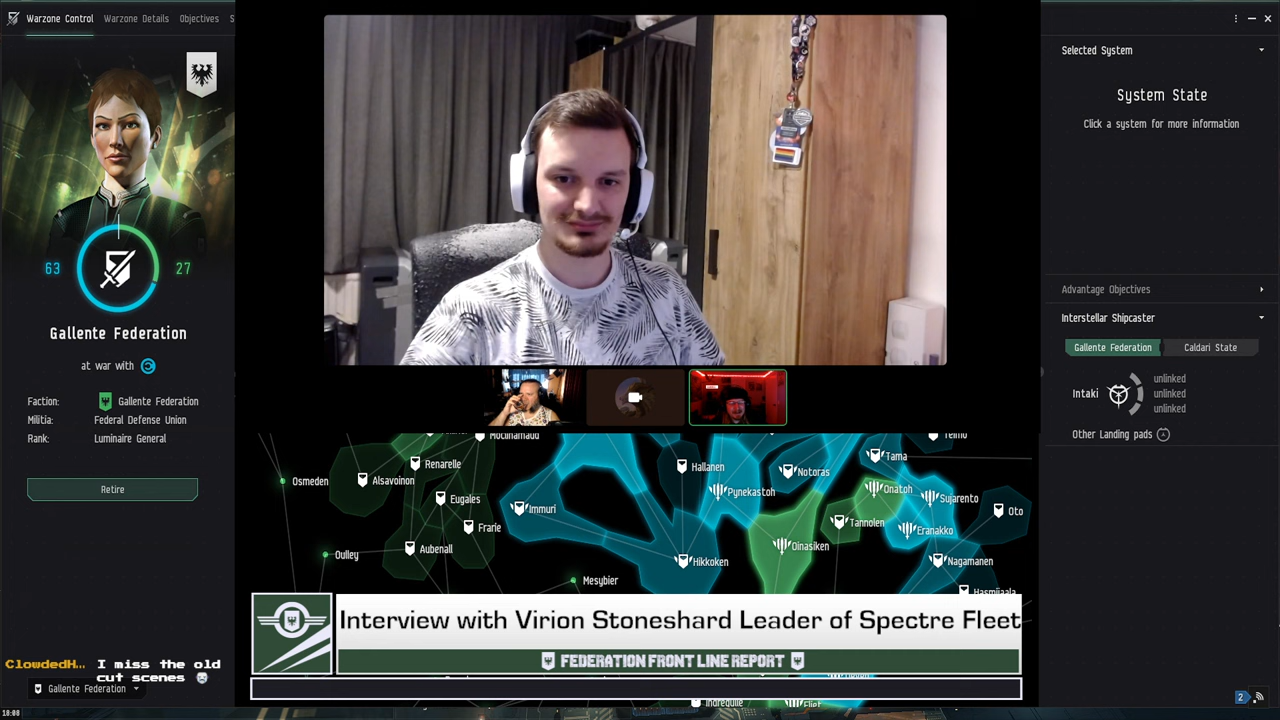 Warzone Control
Warzone Details
Objectives
S
63
27
Gallente Federation
at war with
Faction:
Gallente Federation
Militia:
Federal Defense Union
Rank:
Luminaire General
Retire
ClowdedH... I miss the old
cut scenes
Gallente Federation
18:08
Osmeden
Alsavoinon
Renarelle
Eugales
Frarie
Aubenall
Oulley
Mesybier
Immuri
Hallanen
Pynekastoh
Notoras
Tama
Onatoh
Sujarento
Oto
Tannolen
Eranakko
Oinasiken
Hikkoken
Nagamanen
Interview with Virion Stoneshard Leader of Spectre Fleet
FEDERATION FRONT LINE REPORT
Selected System
System State
Click a system for more information
Advantage Objectives
Interstellar Shipcaster
Gallente Federation
Caldari State
Intaki
unlinked
unlinked
unlinked
Other Landing pads
2